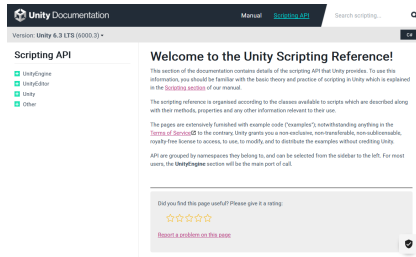 Unity Documentation
Manual
Scripting API
Search scripting...
Version: Unity 6.3 LTS (6000.3)
C#
Scripting API
UnityEngine
UnityEditor
Unity
Other
Welcome to the Unity Scripting Reference!
This section of the documentation contains details of the scripting API that Unity provides. To use this
information, you should be familiar with the basic theory and practice of scripting in Unity which is explained
in the Scripting section of our manual.
The scripting reference is organised according to the classes available to scripts which are described along
with their methods, properties and any other information relevant to their use.
The pages are extensively furnished with example code ("examples"), notwithstanding anything in the
Terms of Service to the contrary, Unity grants you a non-exclusive, non-transferable, non-sublicenseable,
royalty-free license to access, to use, to modify, and to distribute the examples without crediting Unity.
API are grouped by namespaces they belong to, and can be selected from the sidebar to the left. For most
users, the UnityEngine section will be the main port of call.
Did you find this page useful? Please give it a rating:
Report a problem on this page